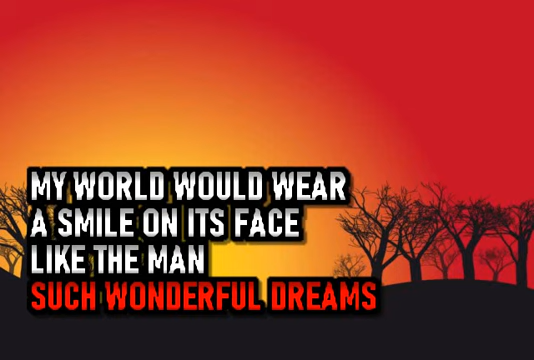 MY WORLD WOULD WEAR
A SMILE ON ITS FACE
LIKE THE MAN
SUCH WONDERFUL DREAMS